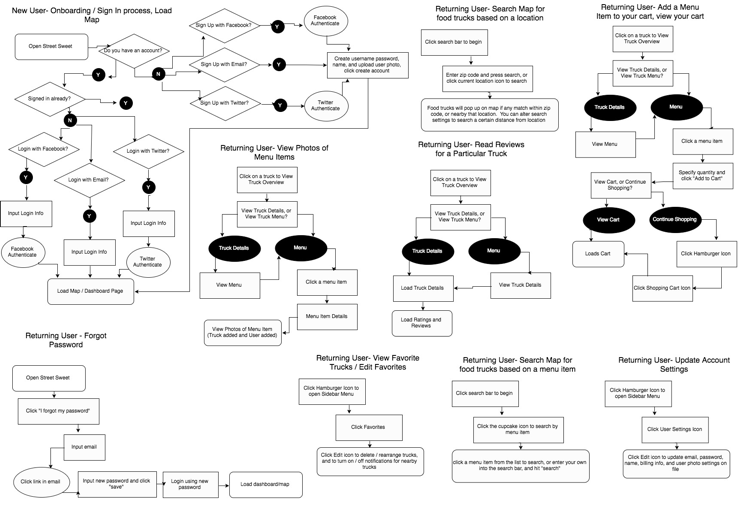 New User- Onboarding / Sign In process, Load
Map
Open Street Sweet
Do you have an account?
Y
N
Sign Up with Facebook?
Y
Facebook
Authenticate
Sign Up with Email?
Y
Create username password,
name, and upload user photo,
click create account
Sign Up with Twitter?
Y
Twitter
Authenticate
Signed in already?
Y
N
Login with Facebook?
Login with Email?
Login with Twitter?
Y
Y
Y
Input Login Info
Input Login Info
Input Login Info
Facebook
Authenticate
Twitter
Authenticate
Load Map / Dashboard Page
Returning User- Search Map for
food trucks based on a location
Click search bar to begin
Enter zip code and press search, or
click current location icon to search
Food trucks will pop up on map if any match within zip
code, or nearby that location. You can alter search
settings to search a certain distance from location
Returning User - Add a Menu
Item to your cart, view your cart
Click on a truck to View
Truck Overview
View Truck Details, or
View Truck Menu?
Truck Details
Menu
View Menu
Click a menu item
Specify quantity and
click "Add to Cart"
View Cart, or Continue
Shopping?
View Cart
Continue Shopping
Loads Cart
Click Hamburger Icon
Click Shopping Cart Icon
Returning User- View Photos of
Menu Items
Click on a truck to View
Truck Overview
View Truck Details, or
View Truck Menu?
Truck Details
Menu
View Menu
Click a menu item
Menu Item Details
View Photos of Menu Item
(Truck added and User added)
Returning User- Read Reviews
for a Particular Truck
Click on a truck to View
Truck Overview
View Truck Details, or
View Truck Menu?
Truck Details
Menu
Load Truck Details
View Truck Details
Load Ratings and
Reviews
Returning User - Forgot
Password
Open Street Sweet
Click "I forgot my password"
Input email
Click link in email
Input new password and click
"save"
Login using new
password
Load dashboard/map
Returning User- View Favorite
Trucks / Edit Favorites
Click Hamburger Icon to
open Sidebar Menu
Click Favorites
Click Edit icon to delete / rearrange trucks,
and to turn on / off notifications for nearby
trucks
Returning User- Search Map for
food trucks based on a menu item
Click search bar to begin
Click the cupcake icon to search by
menu item
click a menu item from the list to search, or enter your own
into the search bar, and hit "search"
Returning User- Update Account
Settings
Click Hamburger Icon to
open Sidebar Menu
Click User Settings Icon
Click Edit icon to update email, password,
name, billing info, and user photo settings on
file